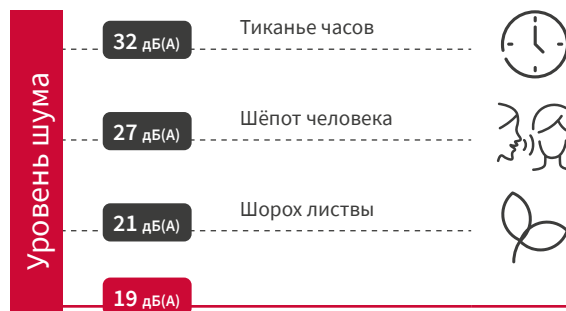 Уровень шума
32 дБ(А)
Тиканье часов
27 дБ(А)
Шёпот человека
21 дБ(А)
Шорох листвы
19 дБ(А)